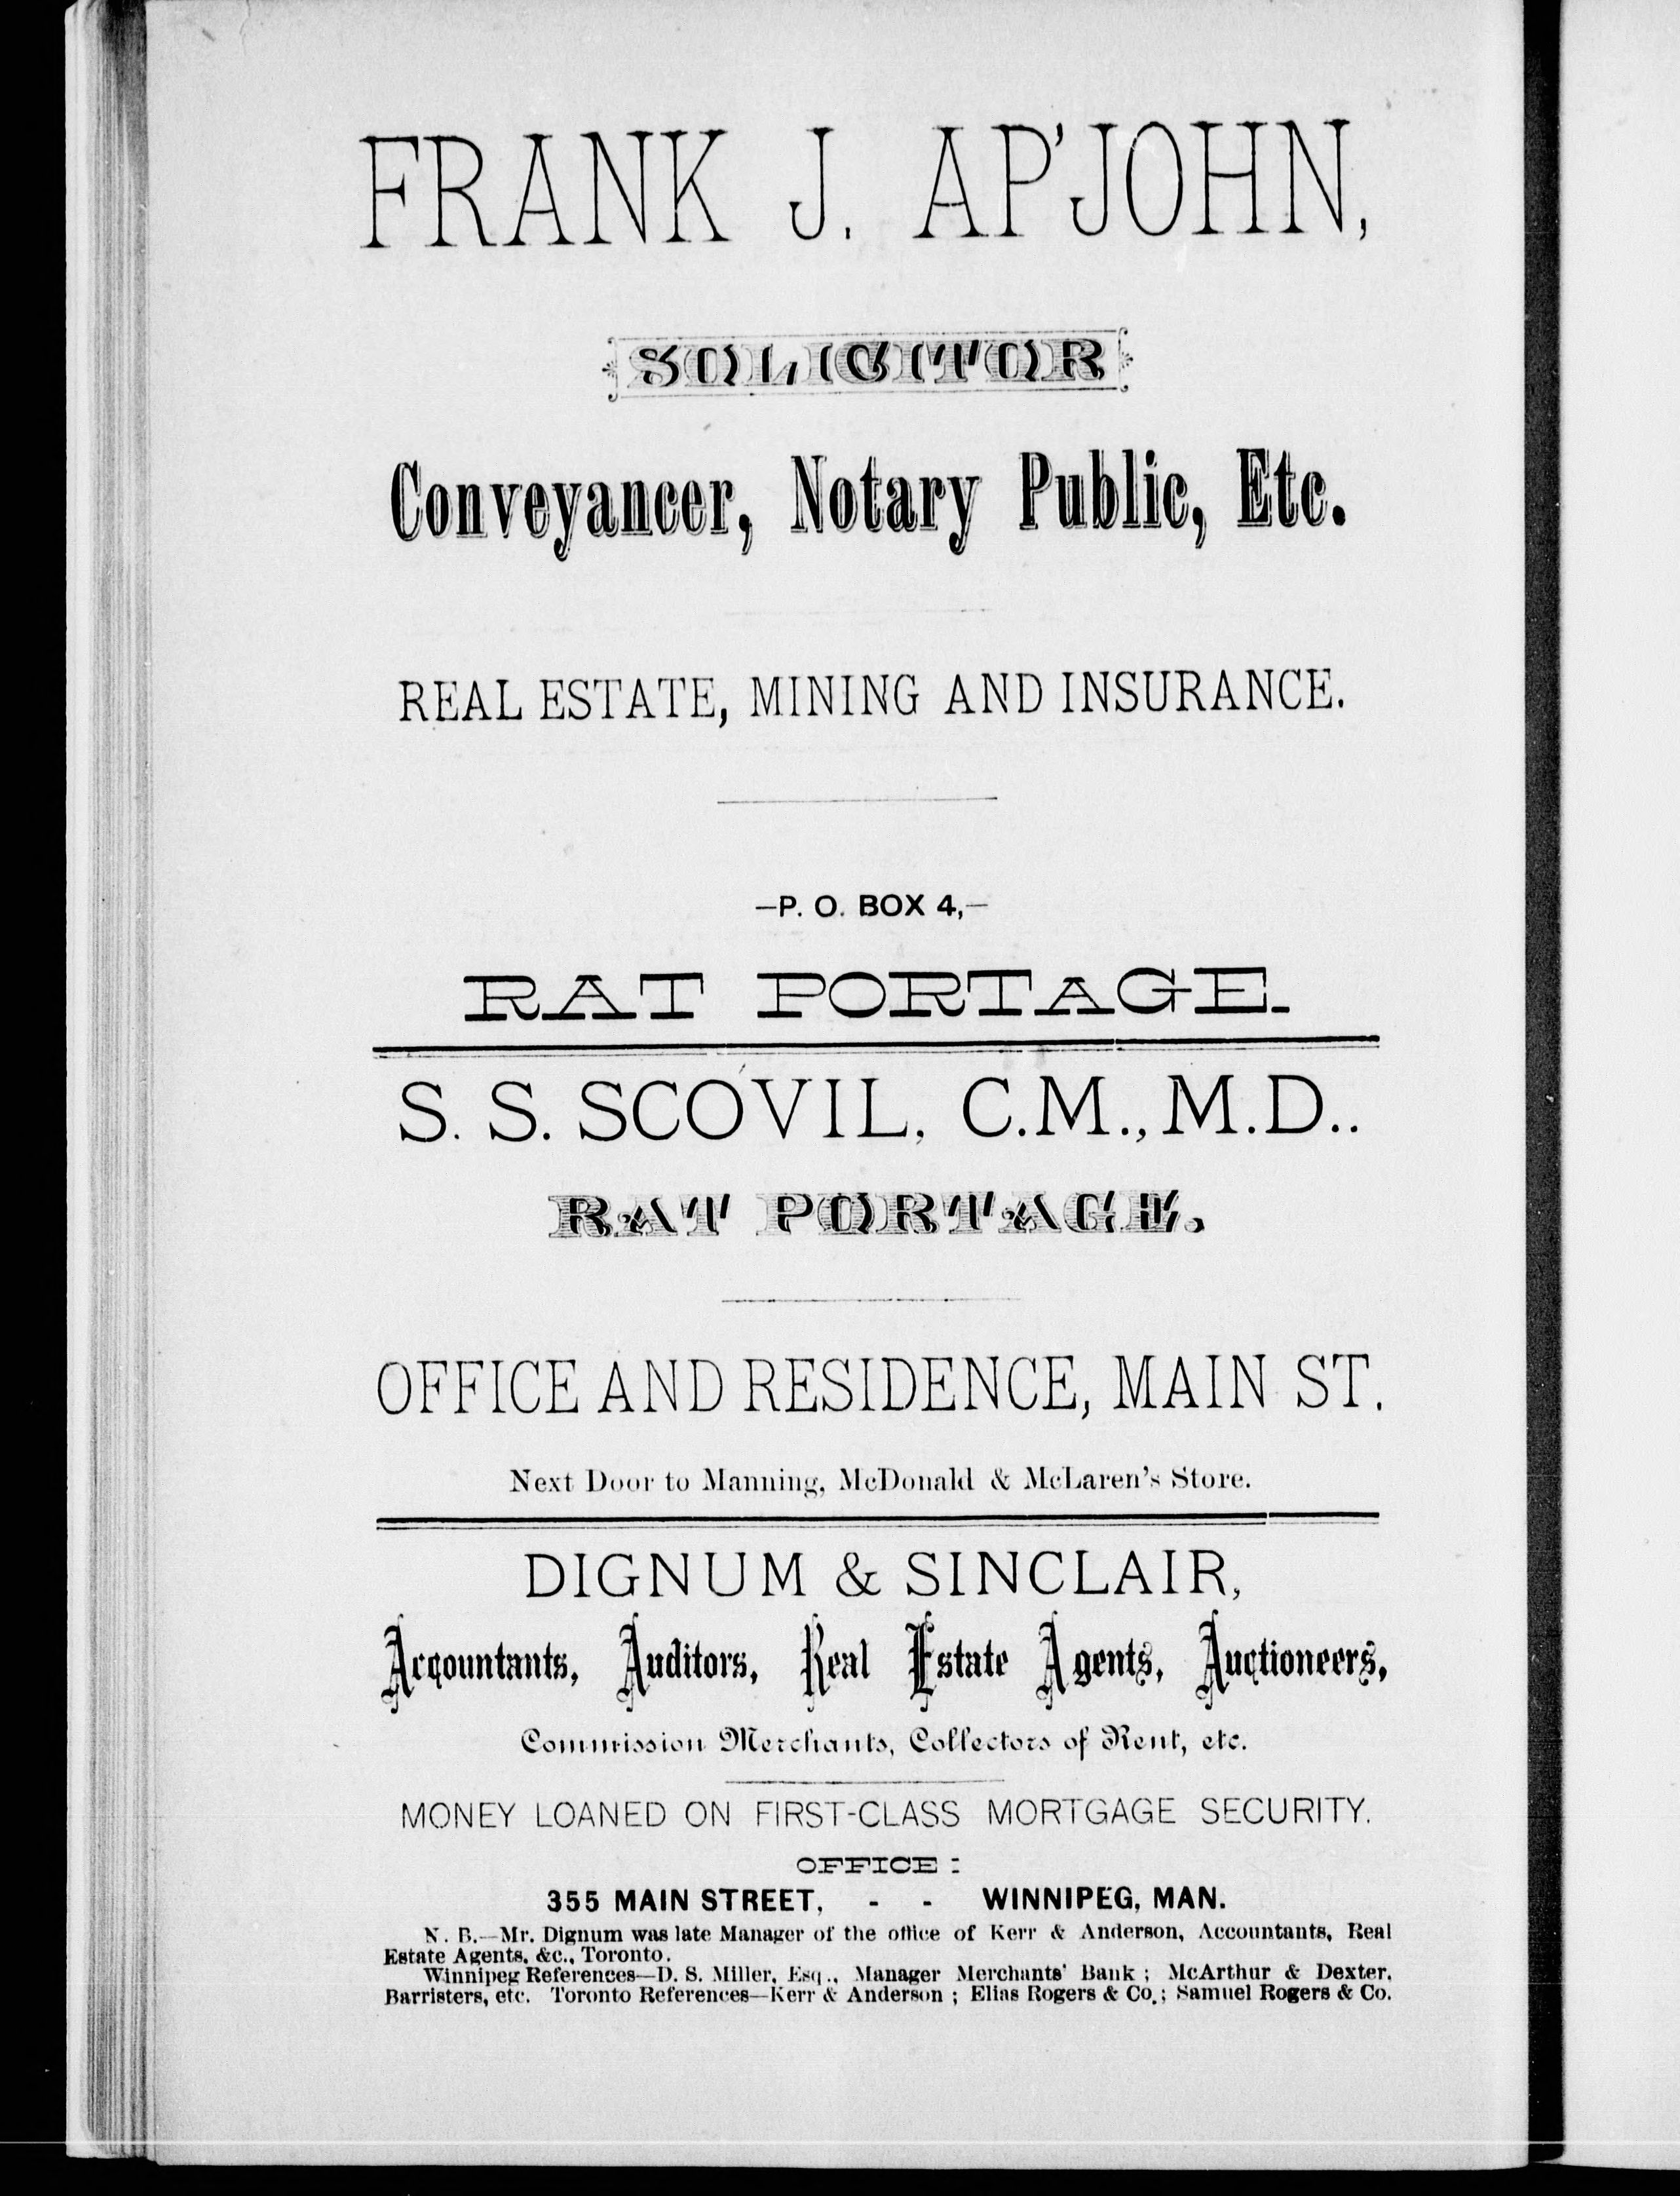 FRANK J. AP'JOHN,
SOLICITOR
Conveyancer, Notary Public, Etc.
REAL ESTATE, MINING AND INSURANCE.
—P. O. BOX 4,—
RAT PORTAGE.
S. S. SCOVIL, C.M., M.D..
RAT PORTAGE.
OFFICE AND RESIDENCE, MAIN ST.
Next Door to Manning, McDonald & McLaren's Store.
DIGNUM & SINCLAIR,
Accountants, Auditors, Real Estate Agents, Auctioneers,
Commission Merchants, Collectors of Rent, etc.
MONEY LOANED ON FIRST-CLASS MORTGAGE SECURITY.
OFFICE:
355 MAIN STREET, - - WINNIPEG, MAN.
N. B.—Mr. Dignum was late Manager of the office of Kerr & Anderson, Accountants, Real
Estate Agents, &c., Toronto.
Winnipeg References—D. S. Miller, Esq., Manager Merchants' Bank; McArthur & Dexter,
Barristers, etc. Toronto References—Kerr & Anderson; Elias Rogers & Co.; Samuel Rogers & Co.